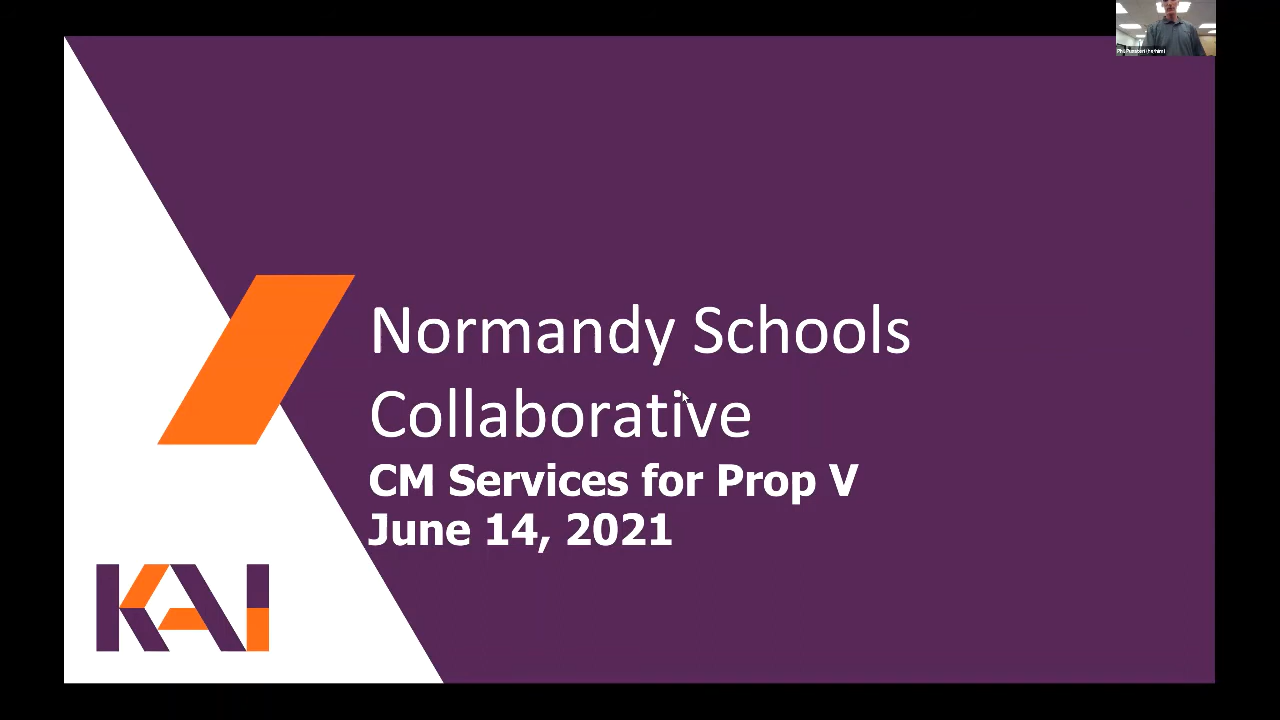 Normandy Schools
Collaborative
CM Services for Prop V
June 14, 2021
KAI